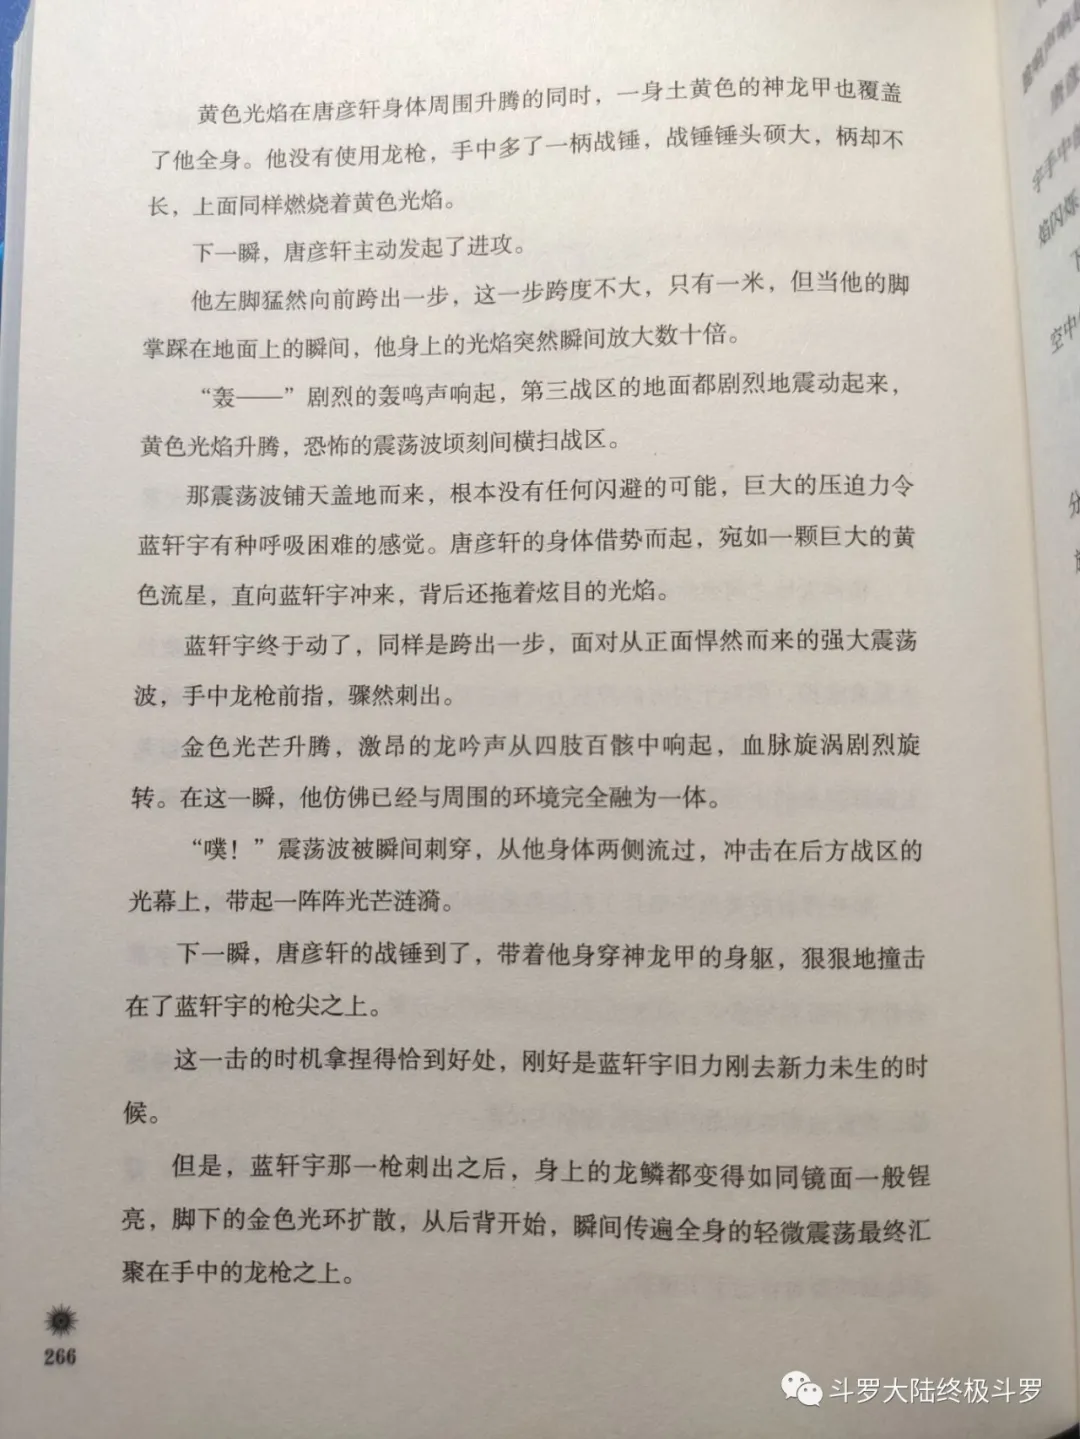 黄色光焰在唐彦轩身体周围升腾的同时，一身土黄色的神龙甲也覆盖
了他全身。他没有使用龙枪，手中多了一柄战锤，战锤锤头硕大，柄却不
长，上面同样燃烧着黄色光焰。
下一瞬，唐彦轩主动发起了进攻。
他左脚猛然向前跨出一步，这一步跨度不大，只有一米，但当他的脚
掌踩在地面上的瞬间，他身上的光焰突然瞬间放大数十倍。
“轰——”剧烈的轰鸣声响起，第三战区的地面都剧烈地震动起来，
黄色光焰升腾，恐怖的震荡波顷刻间横扫战区。
那震荡波铺天盖地而来，根本没有任何闪避的可能，巨大的压迫力令
蓝轩宇有种呼吸困难的感觉。唐彦轩的身体借势而起，宛如一颗巨大的黄
色流星，直向蓝轩宇冲来，背后还拖着炫目的光焰。
蓝轩宇终于动了，同样是跨出一步，面对从正面悍然而来的强大震荡
波，手中龙枪前指，骤然刺出。
金色光芒升腾，激昂的龙吟声从四肢百骸中响起，血脉旋涡剧烈旋
转。在这一瞬，他仿佛已经与周围的环境完全融为一体。
“噗！”震荡波被瞬间刺穿，从他身体两侧流过，冲击在后方战区的
光幕上，带起一阵阵光芒涟漪。
下一瞬，唐彦轩的战锤到了，带着他身穿神龙甲的身躯，狠狠地撞击
在了蓝轩宇的枪尖之上。
这一击的时机拿捏得恰到好处，刚好是蓝轩宇旧力刚去新力未生的时
候。
但是，蓝轩宇那一枪刺出之后，身上的龙鳞都变得如同镜面一般锃
亮，脚下的金色光环扩散，从后背开始，瞬间传遍全身的轻微震荡最终汇
聚在手中的龙枪之上。
266
斗罗大陆终极斗罗
宇手中的
焰闪烁
下
空中
分